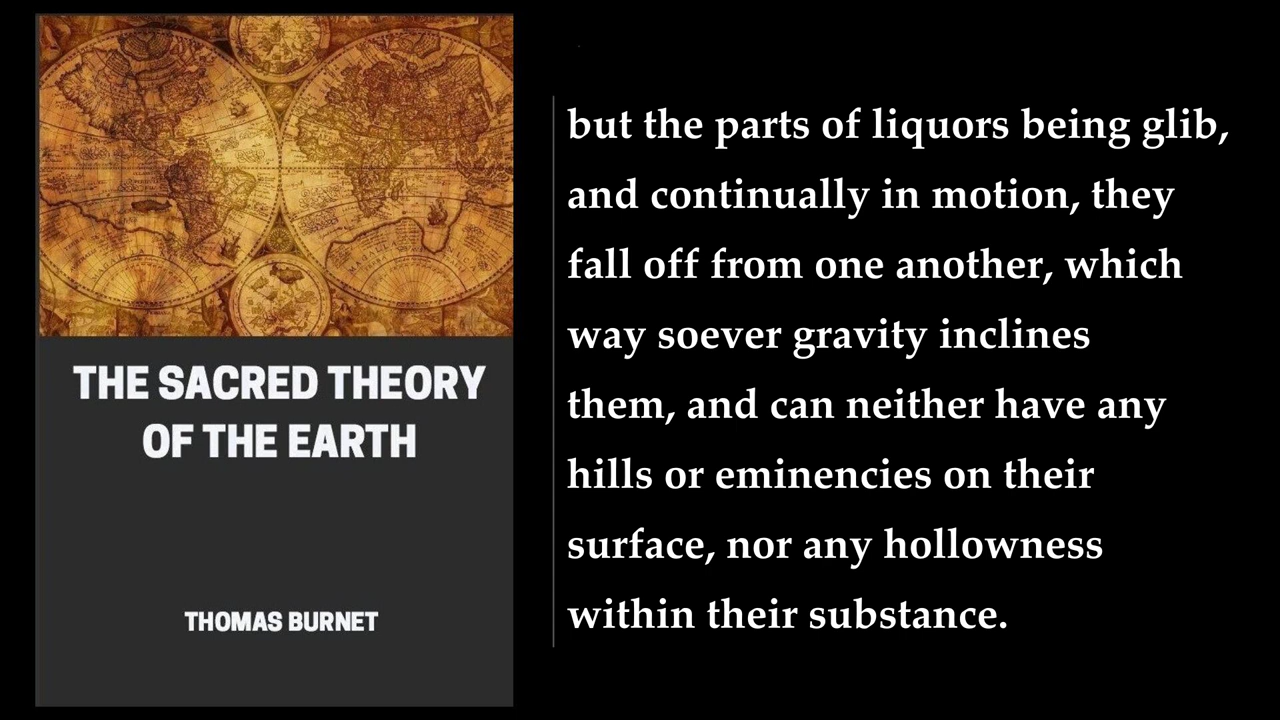 THE SACRED THEORY
OF THE EARTH
THOMAS BURNET
but the parts of liquors being glib,
and continually in motion, they
fall off from one another, which
way soever gravity inclines
them, and can neither have any
hills or eminencies on their
surface, nor any hollowness
within their substance.